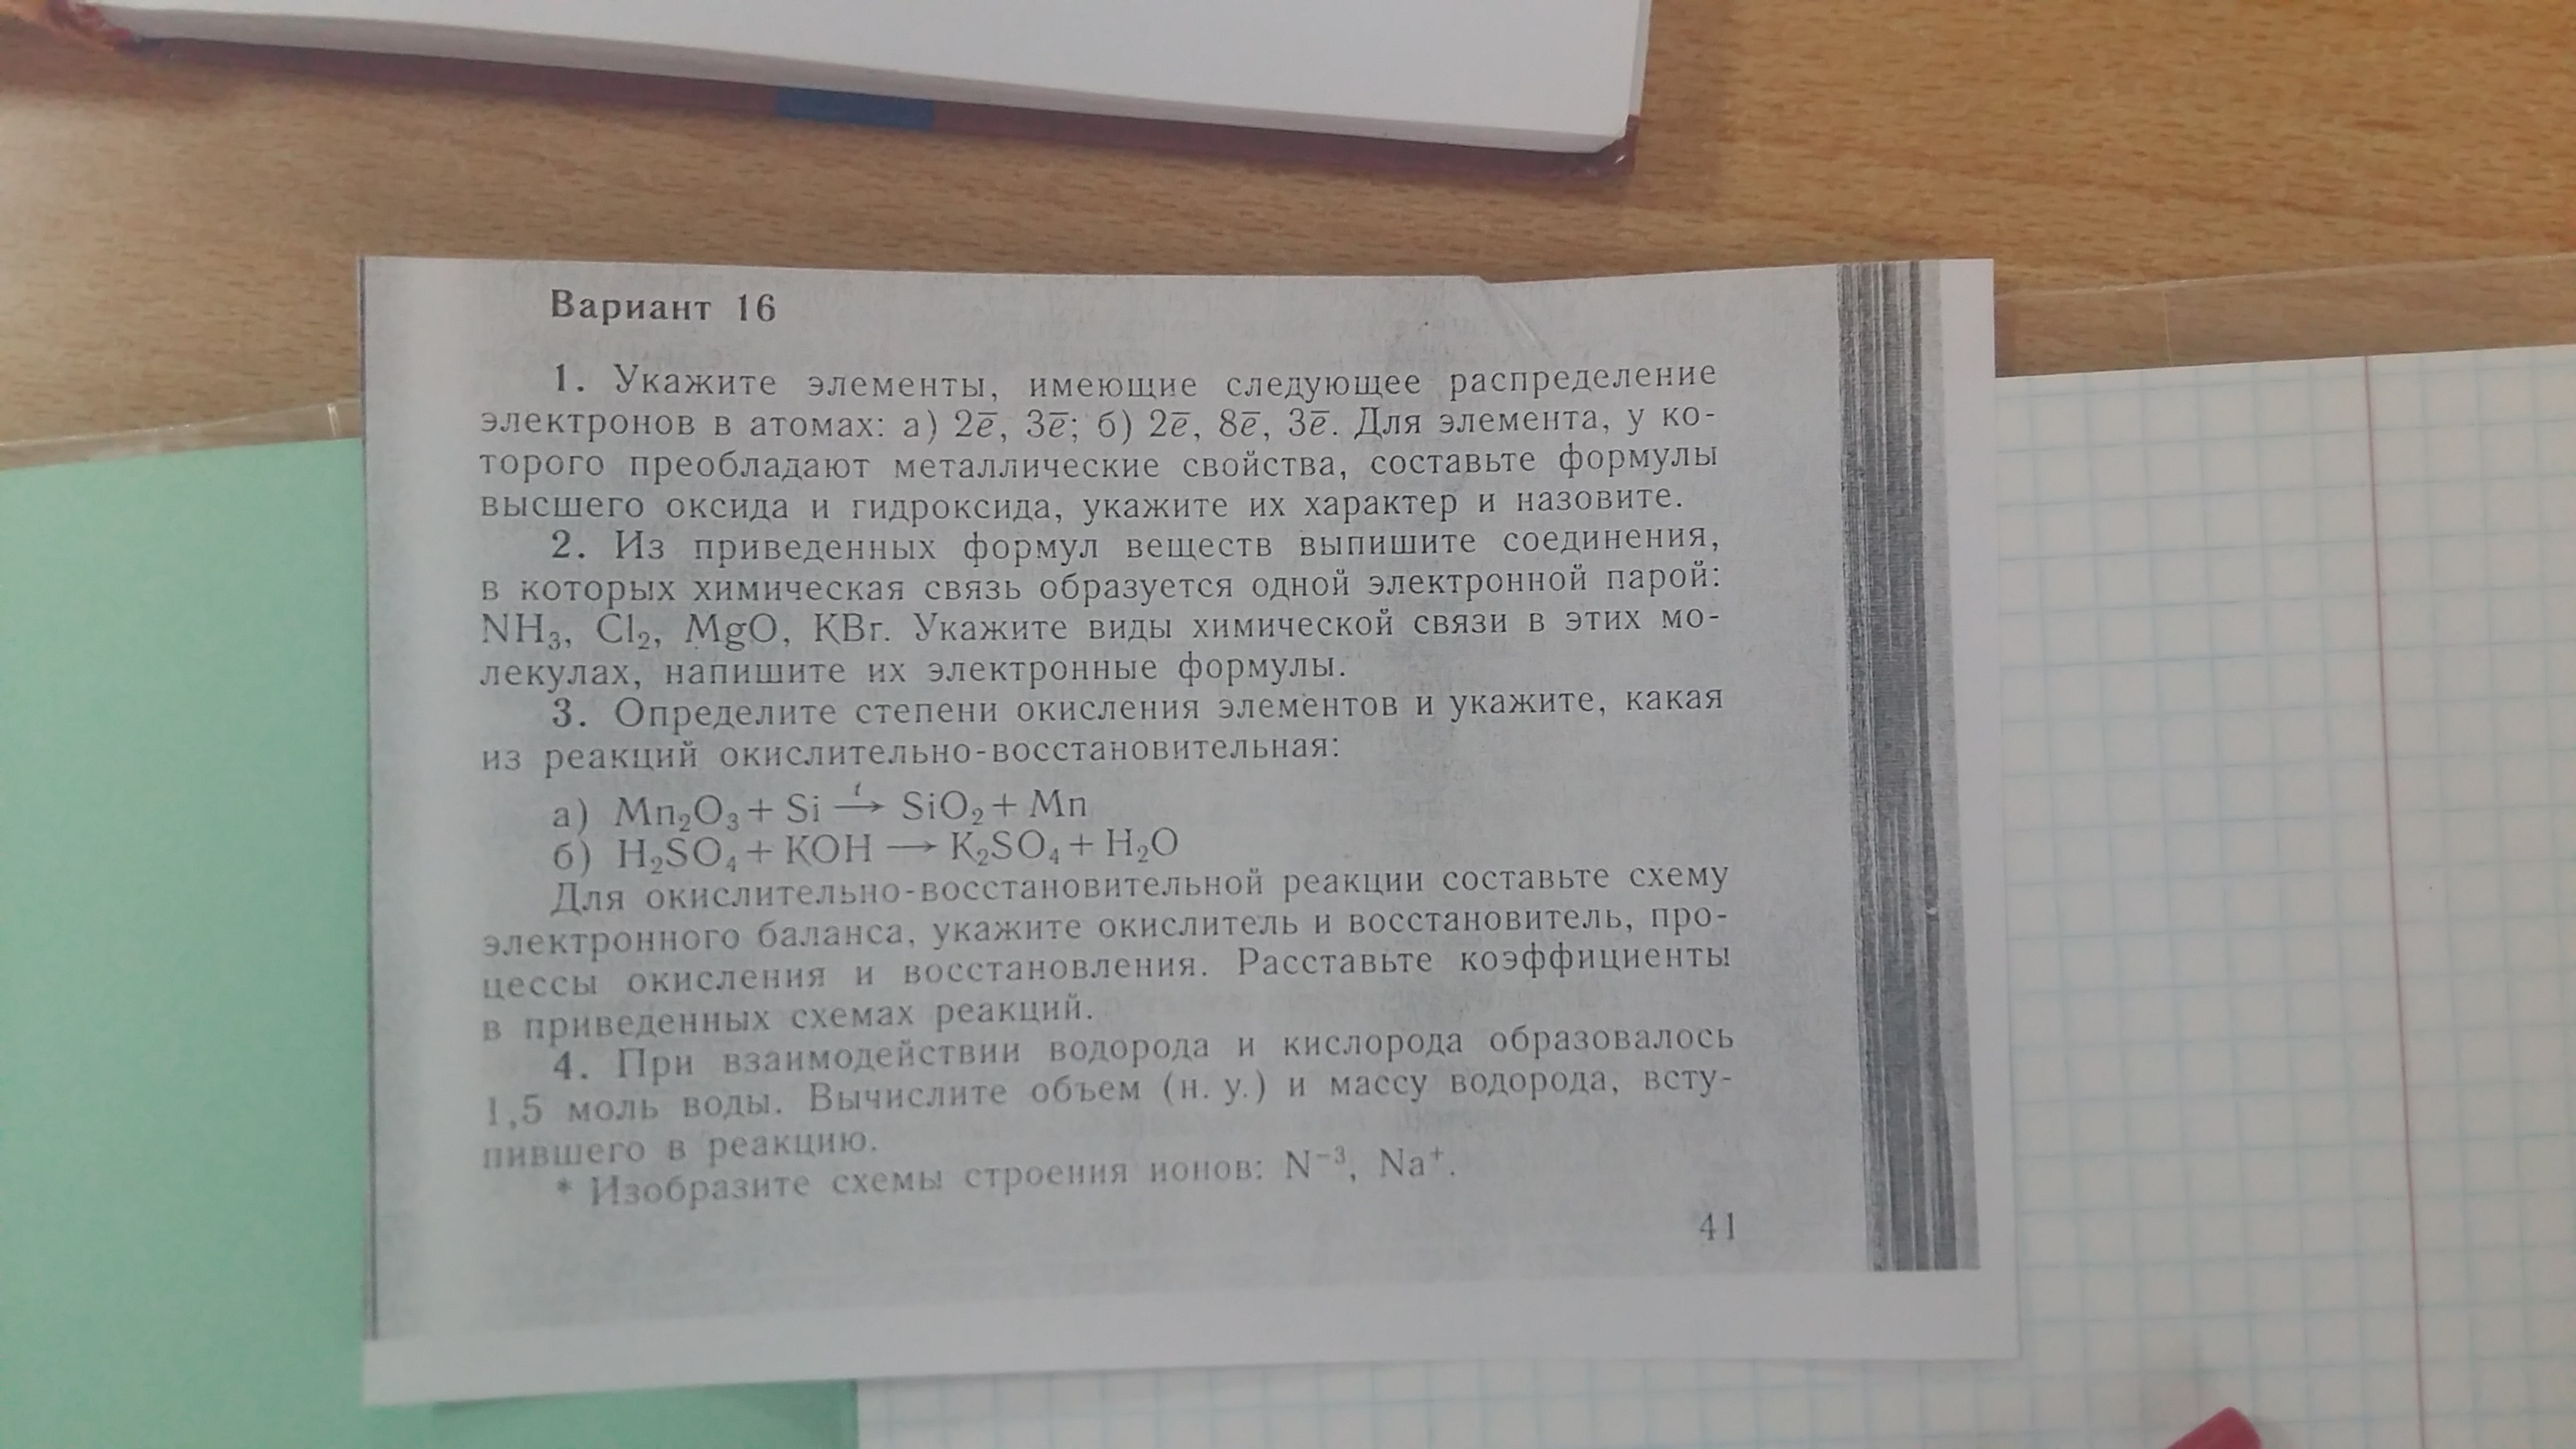 Вариант 16
1. Укажите элементы, имеющие следующее распределение
электронов в атомах: а) 2e̅, 3e̅; б) 2e̅, 8e̅, 3e̅. Для элемента, у ко-
торого преобладают металлические свойства, составьте формулы
высшего оксида и гидроксида, укажите их характер и назовите.
2. Из приведенных формул веществ выпишите соединения,
в которых химическая связь образуется одной электронной парой:
NH₃, Cl₂, MgO, KBr. Укажите виды химической связи в этих мо-
лекулах, напишите их электронные формулы.
3. Определите степени окисления элементов и укажите, какая
из реакций окислительно-восстановительная:
а) Mn₂O₃ + Si —t→ SiO₂ + Mn
б) H₂SO₄ + KOH ⟶ K₂SO₄ + H₂O
Для окислительно-восстановительной реакции составьте схему
электронного баланса, укажите окислитель и восстановитель, про-
цессы окисления и восстановления. Расставьте коэффициенты
в приведенных схемах реакций.
4. При взаимодействии водорода и кислорода образовалось
1,5 моль воды. Вычислите объем (н. у.) и массу водорода, всту-
пившего в реакцию.
* Изобразите схемы строения ионов: N⁻³, Na⁺.
41